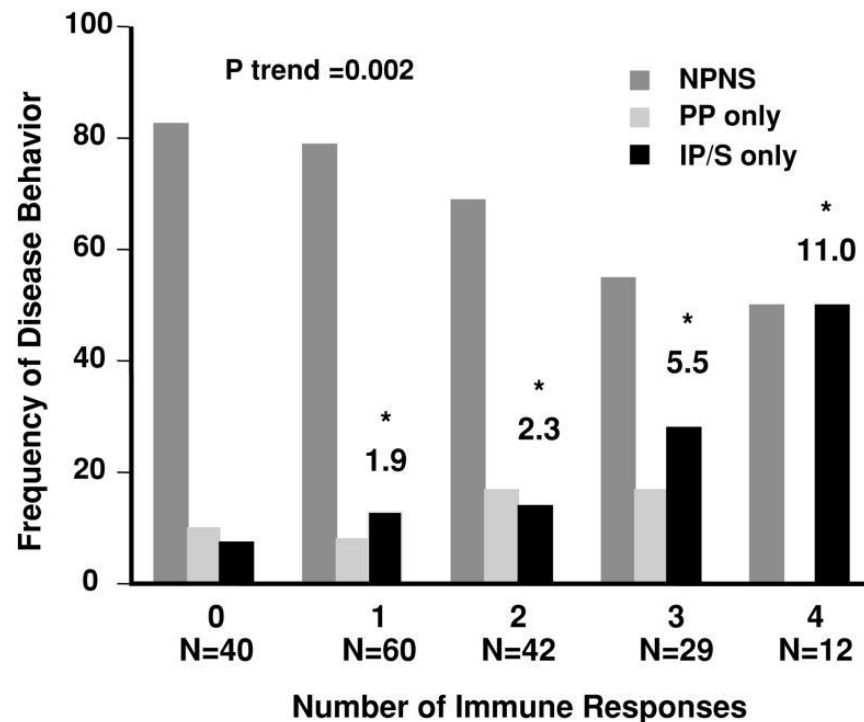 100
80
60
40
20
0
Frequency of Disease Behavior
P trend =0.002
NPNS
PP only
IP/S only
*
1.9
*
2.3
*
5.5
*
11.0
0
N=40
1
N=60
2
N=42
3
N=29
4
N=12
Number of Immune Responses